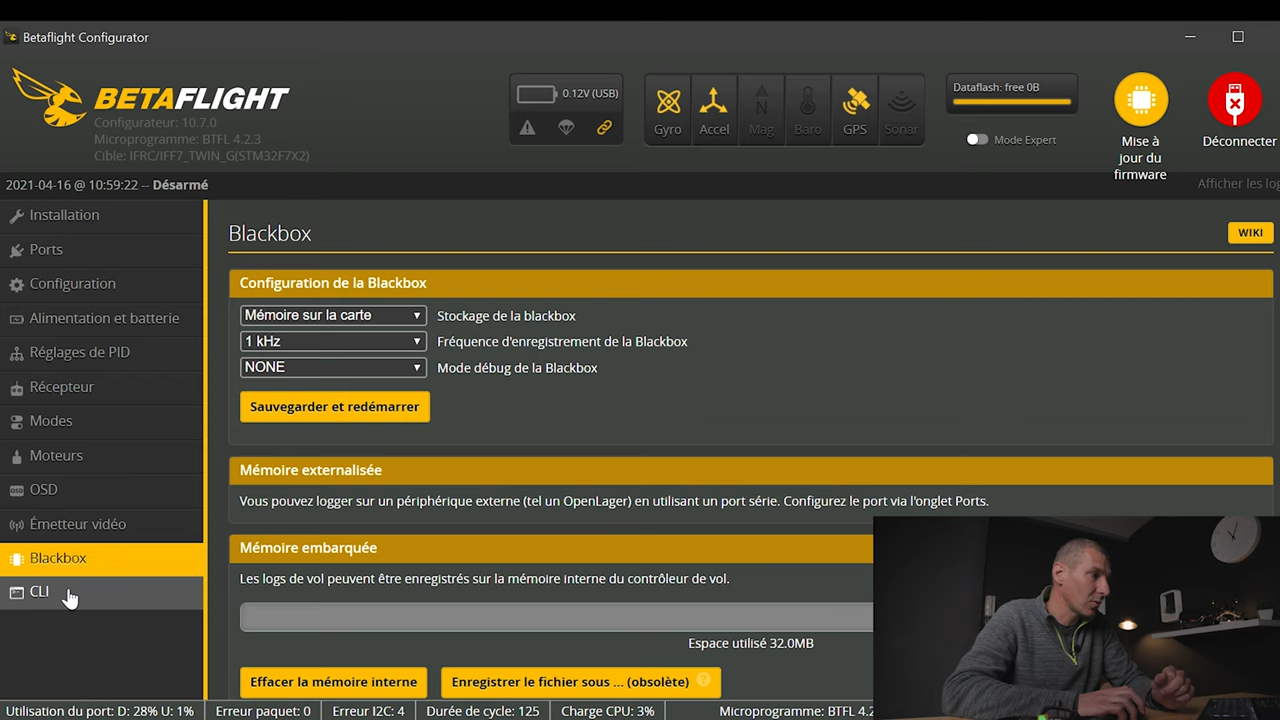 Betaflight Configurator
BETAFLIGHT
Configurateur: 10.7.0
Microprogramme: BTFL 4.2.3
Cible: IFRC/IFF7_TWIN_G(STM32F7X2)
0.12V (USB)
Gyro
Accel
Mag
Baro
GPS
Sonar
Dataflash: free 0B
Mode Expert
Mise à
jour du
firmware
Déconnecter
2021-04-16 @ 10:59:22 -- Désarmé
Afficher les log
Installation
Ports
Configuration
Alimentation et batterie
Réglages de PID
Récepteur
Modes
Moteurs
OSD
Émetteur vidéo
Blackbox
CLI
Blackbox
WIKI
Configuration de la Blackbox
Mémoire sur la carte
Stockage de la blackbox
1 kHz
Fréquence d'enregistrement de la Blackbox
NONE
Mode débug de la Blackbox
Sauvegarder et redémarrer
Mémoire externalisée
Vous pouvez logger sur un périphérique externe (tel un OpenLager) en utilisant un port série. Configurez le port via l'onglet Ports.
Mémoire embarquée
Les logs de vol peuvent être enregistrés sur la mémoire interne du contrôleur de vol.
Espace utilisé 32.0MB
Effacer la mémoire interne
Enregistrer le fichier sous ... (obsolète) ?
Utilisation du port: D: 28% U: 1%
Erreur paquet: 0
Erreur I2C: 4
Durée de cycle: 125
Charge CPU: 3%
Microprogramme: BTFL 4.2